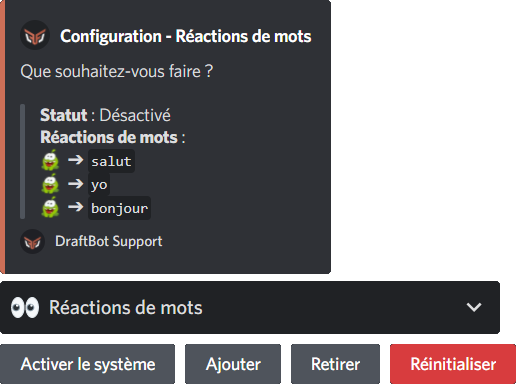 Configuration - Réactions de mots
Que souhaitez-vous faire ?
Statut : Désactivé
Réactions de mots :
➔ salut
➔ yo
➔ bonjour
DraftBot Support
Réactions de mots
Activer le système Ajouter Retirer Réinitialiser